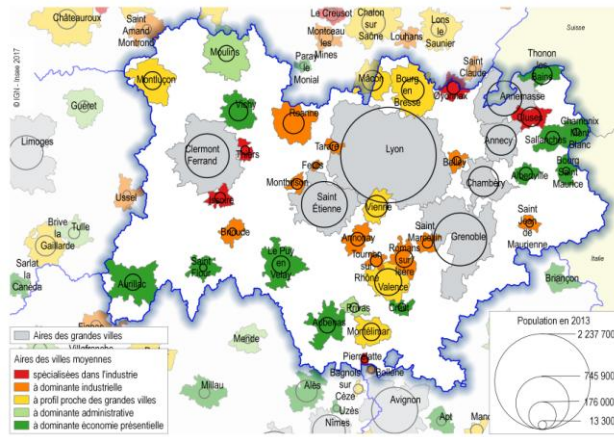 Châteauroux
Saint
Amand
Montrond
Moulins
Paray
le
Monial
Le Creusot
Montceau
les
Mines
Chalon
sur
Saône
Louhans
Lons
le
Saunier
Saint
Claude
Suisse
Thonon
les
Bains
© IGN - Insee 2017
Montluçon
Guéret
Vichy
Roanne
Mâcon
Bourg
en
Bresse
Oyonnax
Annemasse
Cluses
Chamonix
Mont
Blanc
Sallanches
Limoges
Clermont
Ferrand
Thiers
Tarare
Feurs
Lyon
Belley
Annecy
Bourg
Saint
Maurice
Albertville
Ussel
Issoire
Montbrison
Saint
Étienne
Vienne
Chambéry
Brive la
Gaillarde
Tulle
Brioude
Annonay
Saint
Marcellin
Grenoble
Saint
Jean
de
Maurienne
Sarlat
la
Canéda
Aurillac
Saint
Flour
Le Puy
en
Velay
Tournon
sur
Rhône
Romans
sur
Isère
Valence
Italie
Briançon
Privas
Crest
Aubenas
Montélimar
Mende
Pierrelatte
Bollène
Bagnols
sur
Cèze
Uzès
Nîmes
Avignon
Alès
Millau
Apt
Figeac
Villefranche
Aires des grandes villes
Aires des villes moyennes
spécialisées dans l'industrie
à dominante industrielle
à profil proche des grandes villes
à dominante administrative
à dominante économie présentielle
Population en 2013
2 237 700
745 900
176 000
13 300